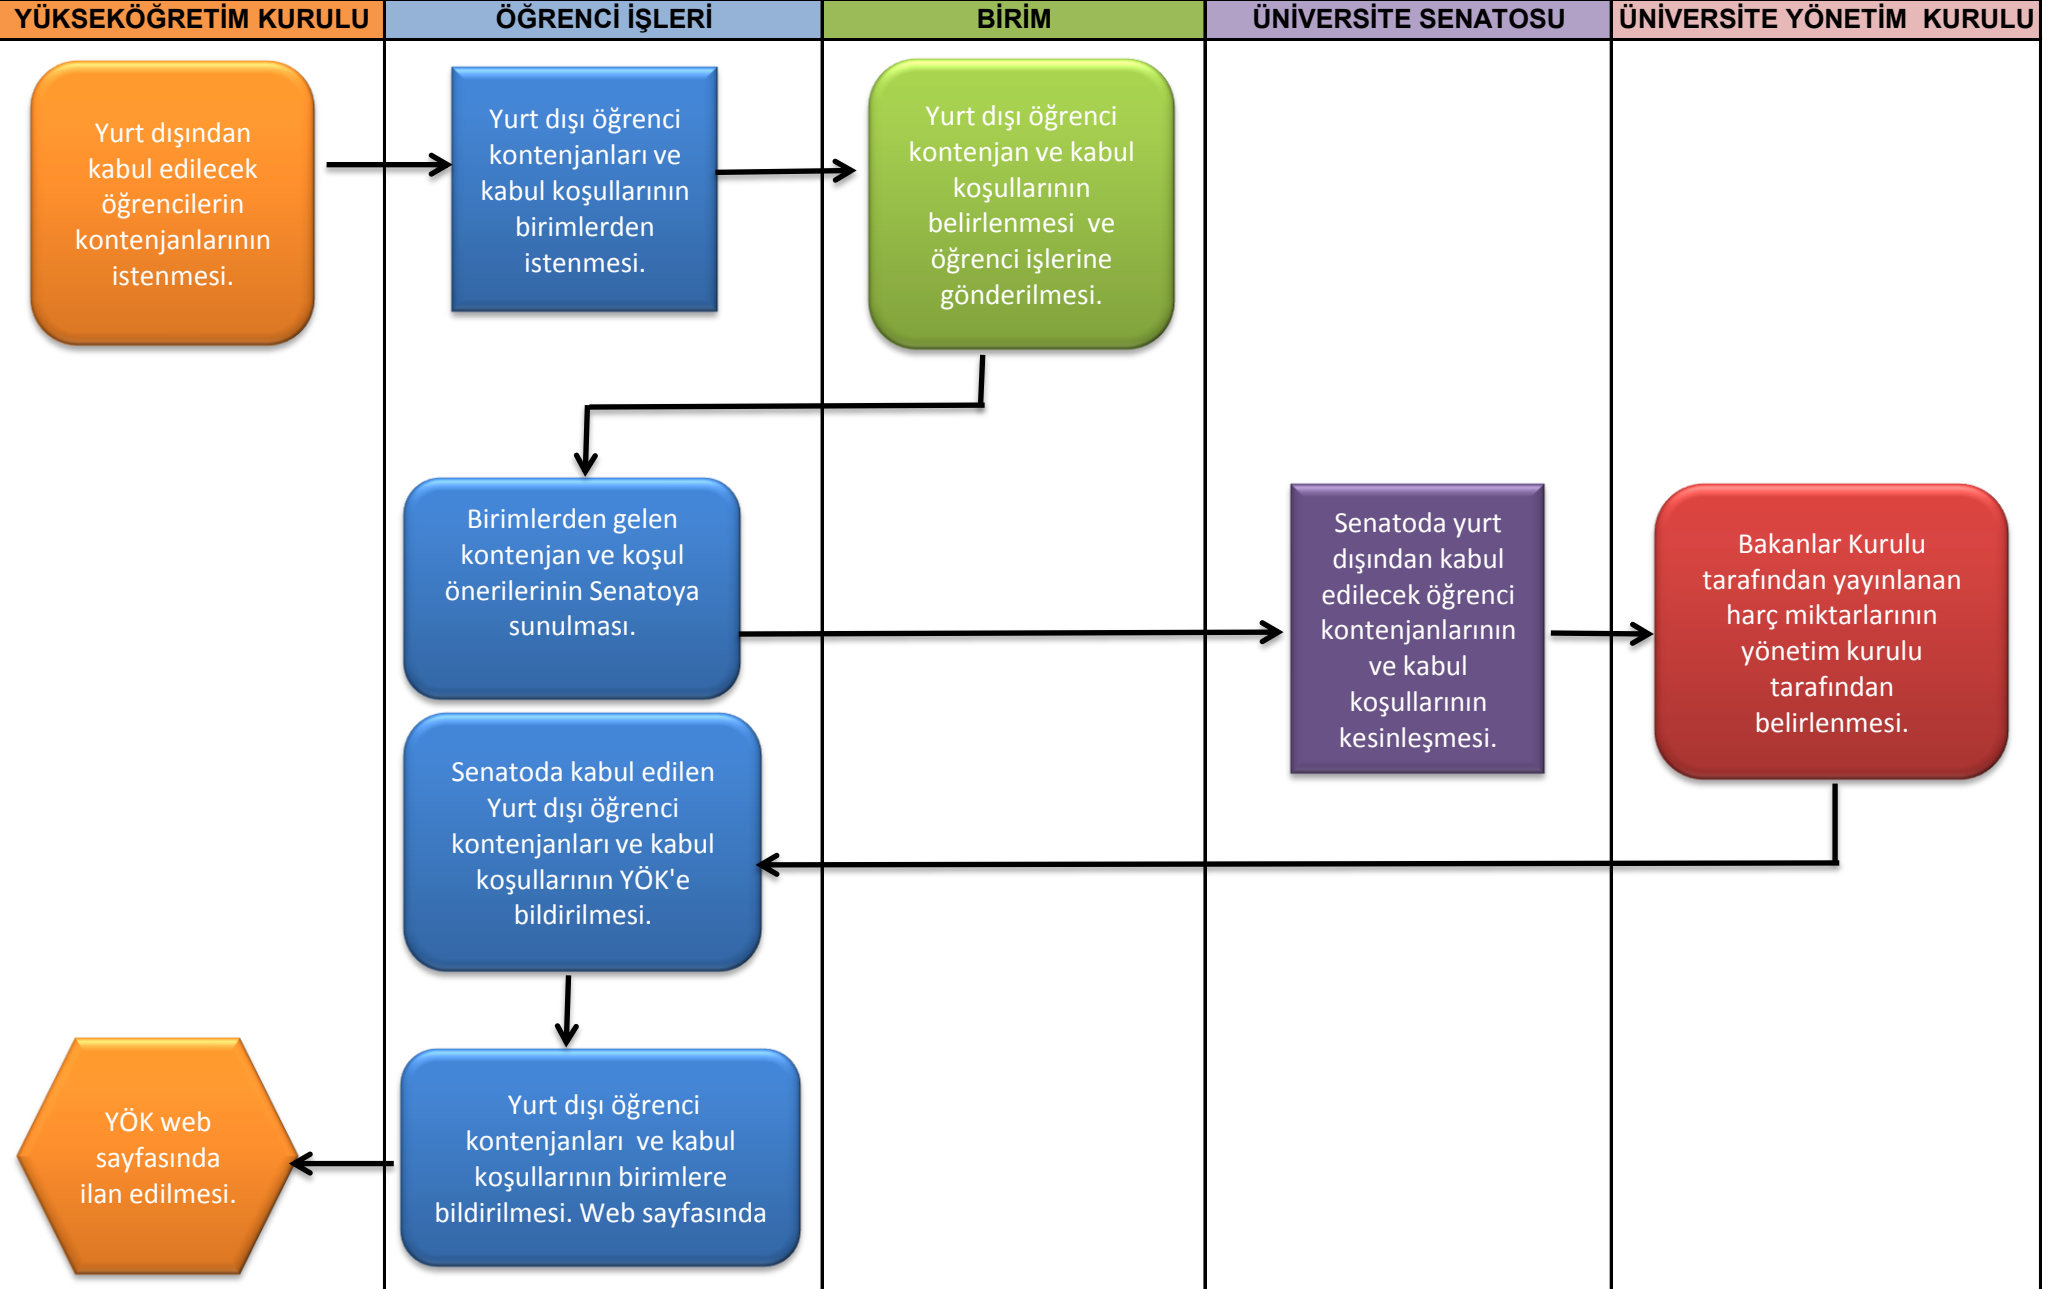 YÜKSEKÖĞRETİM KURULU
ÖĞRENCİ İŞLERİ
BİRİM
ÜNİVERSİTE SENATOSU
ÜNİVERSİTE YÖNETİM KURULU
Yurt dışından
kabul edilecek
öğrencilerin
kontenjanlarının
istenmesi.
Yurt dışı öğrenci
kontenjanları ve
kabul koşullarının
birimlerden
istenmesi.
Yurt dışı öğrenci
kontenjan ve kabul
koşullarının
belirlenmesi ve
öğrenci işlerine
gönderilmesi.
Birimlerden gelen
kontenjan ve koşul
önerilerinin Senatoya
sunulması.
Senatoda yurt
dışından kabul
edilecek öğrenci
kontenjanlarının
ve kabul
koşullarının
kesinleşmesi.
Bakanlar Kurulu
tarafından yayınlanan
harç miktarlarının
yönetim kurulu
tarafından
belirlenmesi.
Senatoda kabul edilen
Yurt dışı öğrenci
kontenjanları ve kabul
koşullarının YÖK'e
bildirilmesi.
Yurt dışı öğrenci
kontenjanları ve kabul
koşullarının birimlere
bildirilmesi. Web sayfasında
YÖK web
sayfasında
ilan edilmesi.